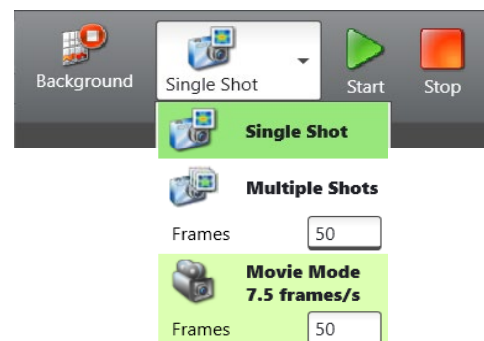 Background
Single Shot
Start
Stop
Single Shot
Multiple Shots
Frames 50
Movie Mode
7.5 frames/s
Frames 50